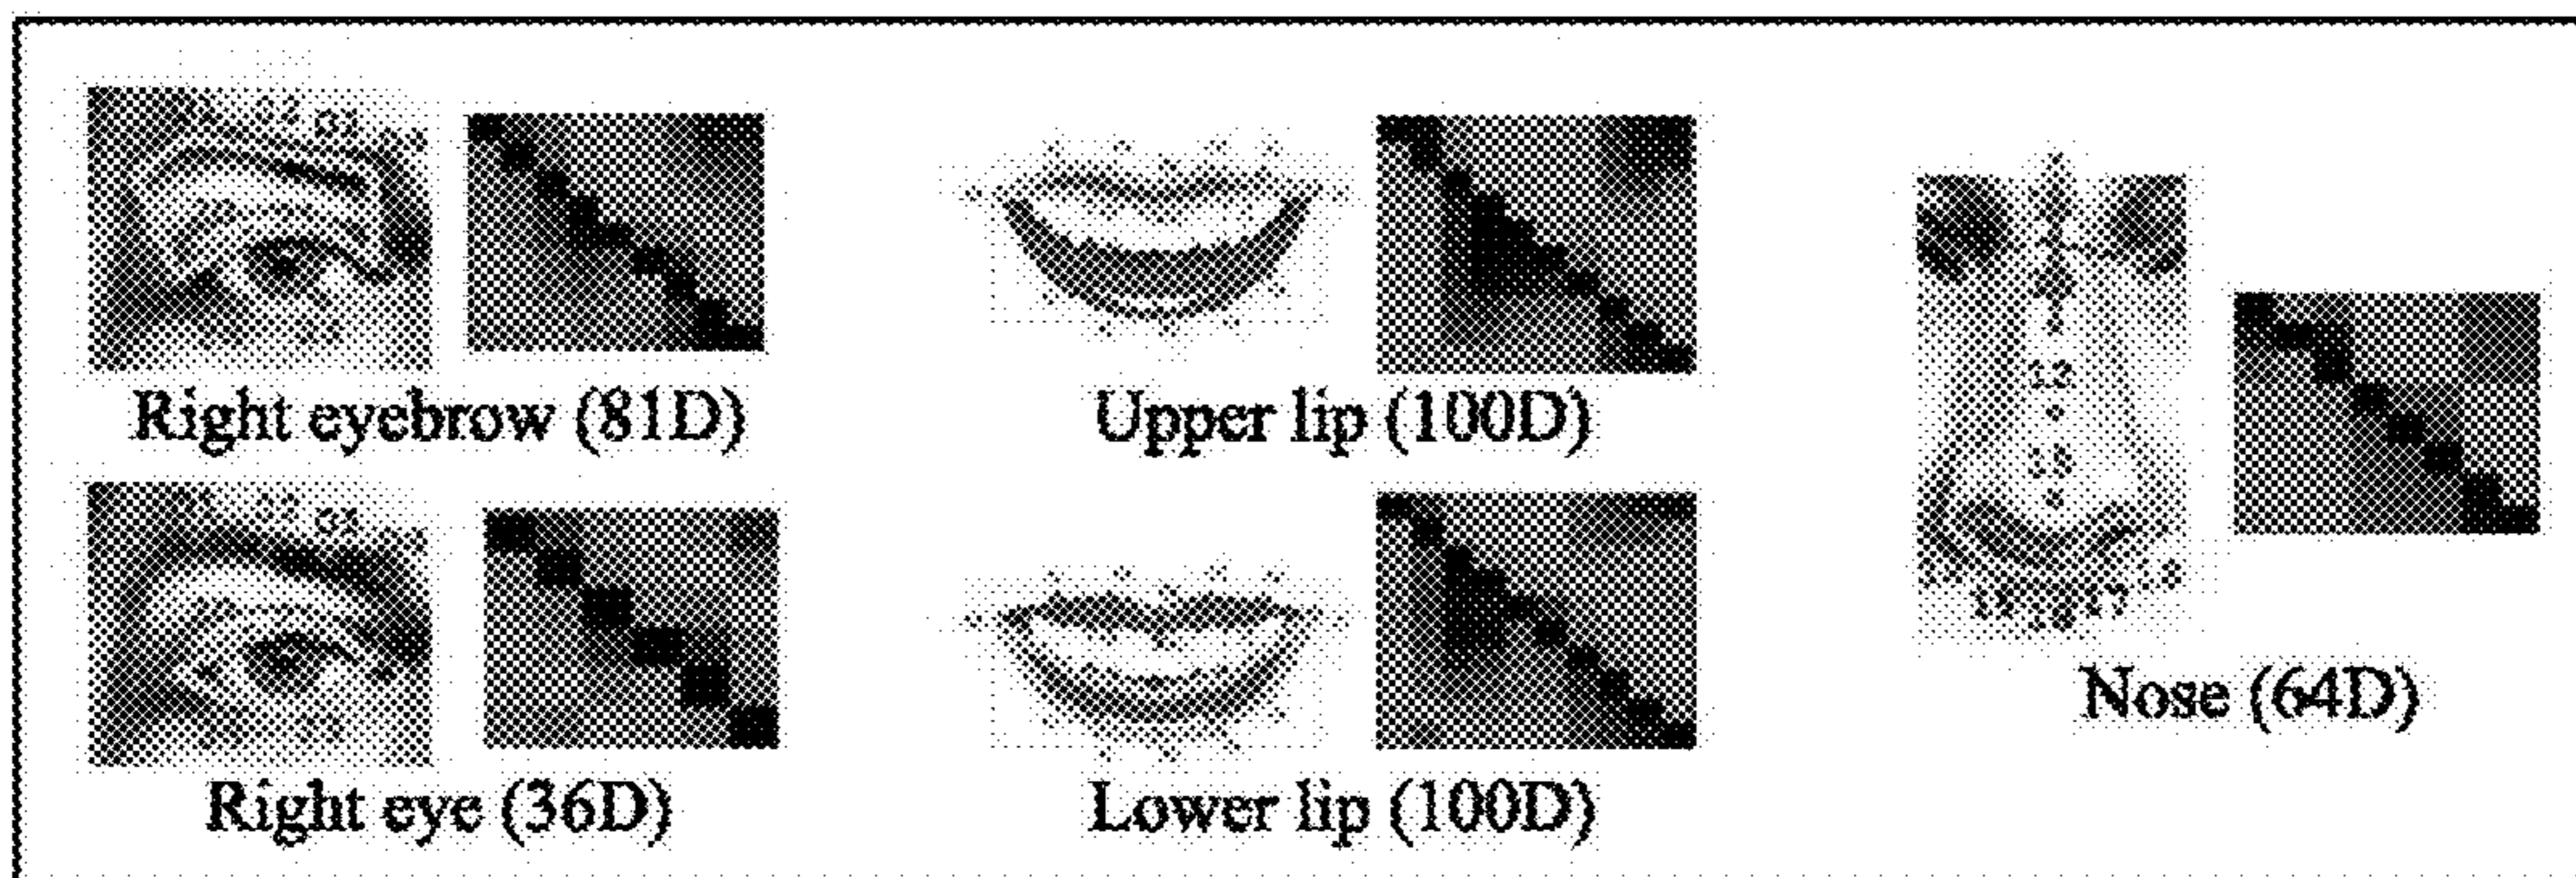 Right eyebrow (81D)
Upper lip (100D)
Right eye (36D)
Lower lip (100D)
Nose (64D)